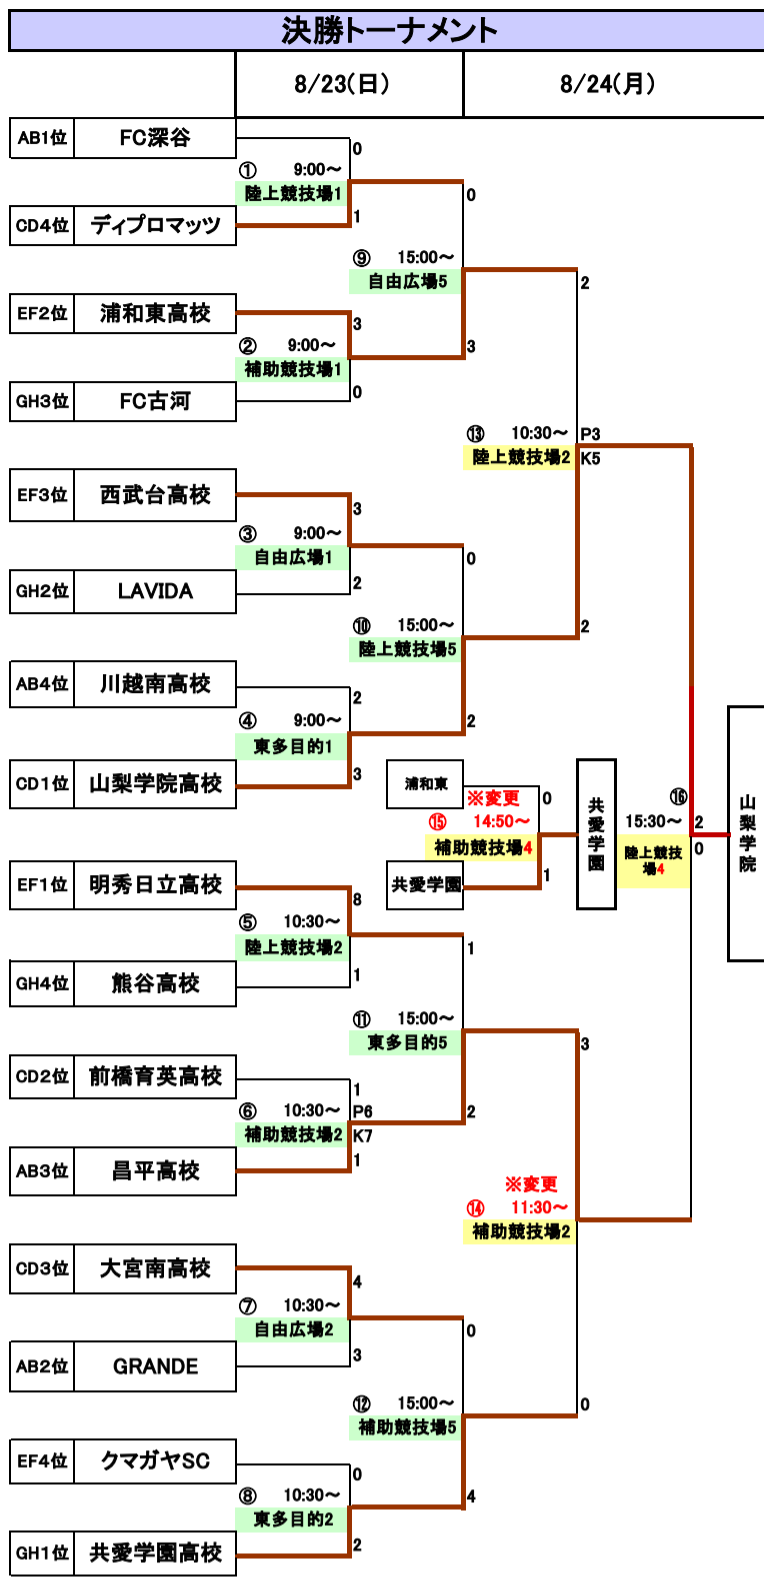 決勝トーナメント
8/23(日)
8/24(月)
AB1位
FC深谷
0
① 9:00～
陸上競技場1
1
0
CD4位
ディプロマッツ
⑨ 15:00～
自由広場5
2
EF2位
浦和東高校
3
② 9:00～
補助競技場1
3
0
GH3位
FC古河
⑬ 10:30～
陸上競技場2
P3
K5
EF3位
西武台高校
3
③ 9:00～
自由広場1
0
2
GH2位
LAVIDA
⑩ 15:00～
陸上競技場5
2
AB4位
川越南高校
2
④ 9:00～
東多目的1
2
3
CD1位
山梨学院高校
浦和東
0
※変更
⑮ 14:50～
補助競技場4
1
共愛学園
共愛学園
⑯
15:30～
陸上競技
場4
2
0
山梨学院
EF1位
明秀日立高校
8
⑤ 10:30～
陸上競技場2
1
1
GH4位
熊谷高校
⑪ 15:00～
東多目的5
3
CD2位
前橋育英高校
1
⑥ 10:30～
補助競技場2
P6
K7
2
1
AB3位
昌平高校
※変更
⑭ 11:30～
補助競技場2
CD3位
大宮南高校
4
⑦ 10:30～
自由広場2
0
3
AB2位
GRANDE
⑫ 15:00～
補助競技場5
0
EF4位
クマガヤSC
0
⑧ 10:30～
東多目的2
4
2
GH1位
共愛学園高校